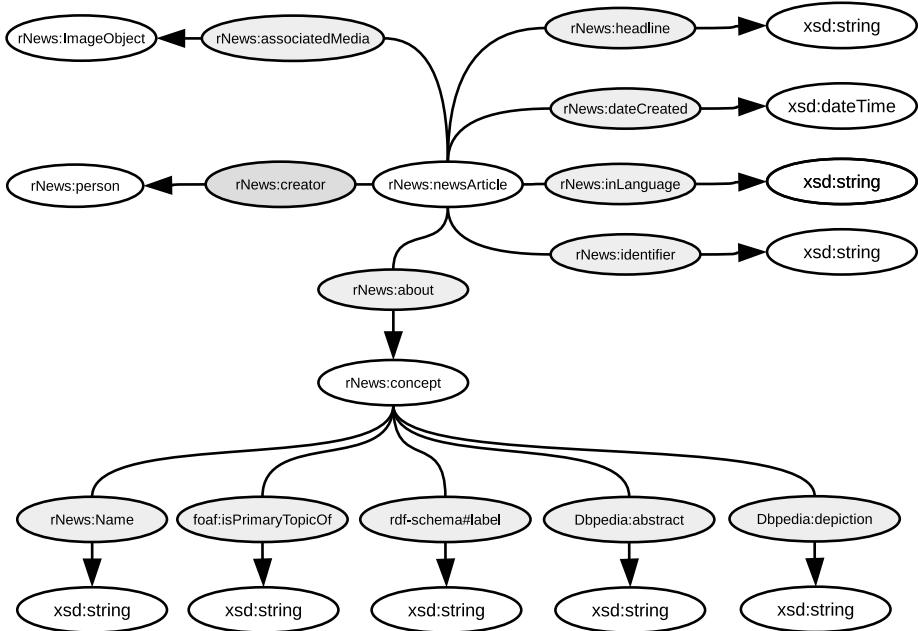 rNews:ImageObject
rNews:associatedMedia
rNews:headline
xsd:string
rNews:dateCreated
xsd:dateTime
rNews:person
rNews:creator
rNews:newsArticle
rNews:inLanguage
xsd:string
rNews:identifier
xsd:string
rNews:about
rNews:concept
rNews:Name
foaf:isPrimaryTopicOf
rdf-schema#label
Dbpedia:abstract
Dbpedia:depiction
xsd:string
xsd:string
xsd:string
xsd:string
xsd:string